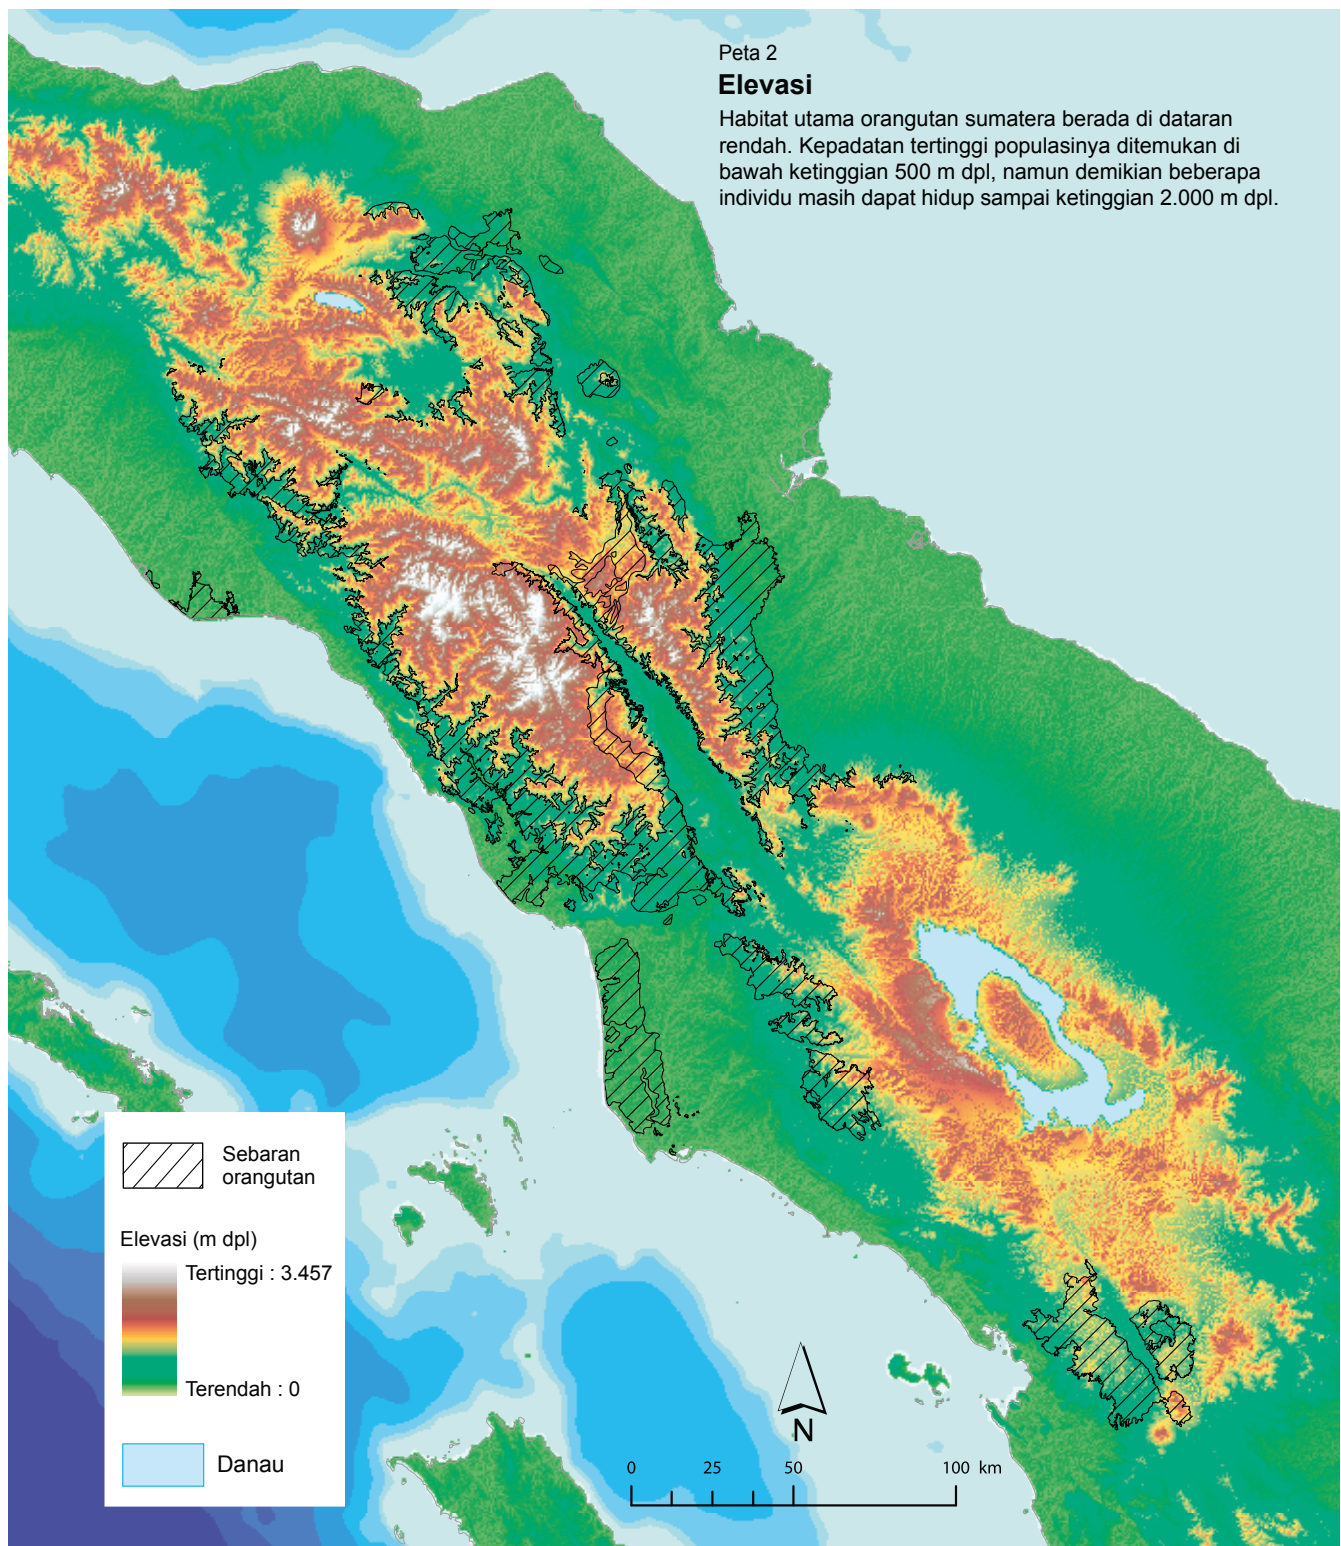 Peta 2
Elevasi
Habitat utama orangutan sumatera berada di dataran
rendah. Kepadatan tertinggi populasinya ditemukan di
bawah ketinggian 500 m dpl, namun demikian beberapa
individu masih dapat hidup sampai ketinggian 2.000 m dpl.
Sebaran
orangutan
Elevasi (m dpl)
Tertinggi : 3.457
Terendah : 0
Danau
N
0 25 50 100 km